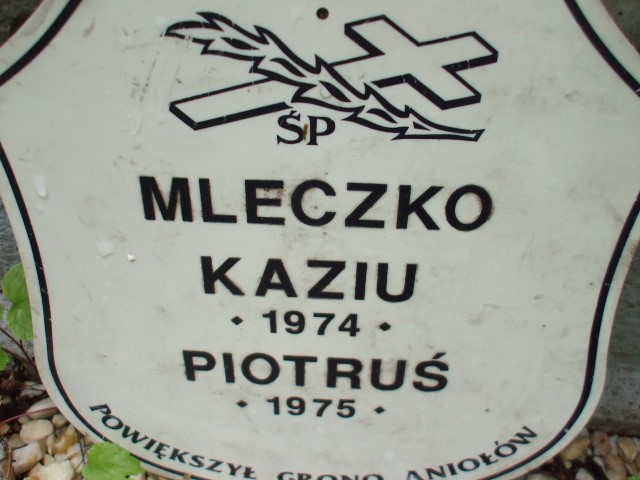 ŚP
MLECZKO
KAZIU
• 1974 •
PIOTRUŚ
• 1975 •
POWIĘKSZYŁ GRONO ANIOŁÓW